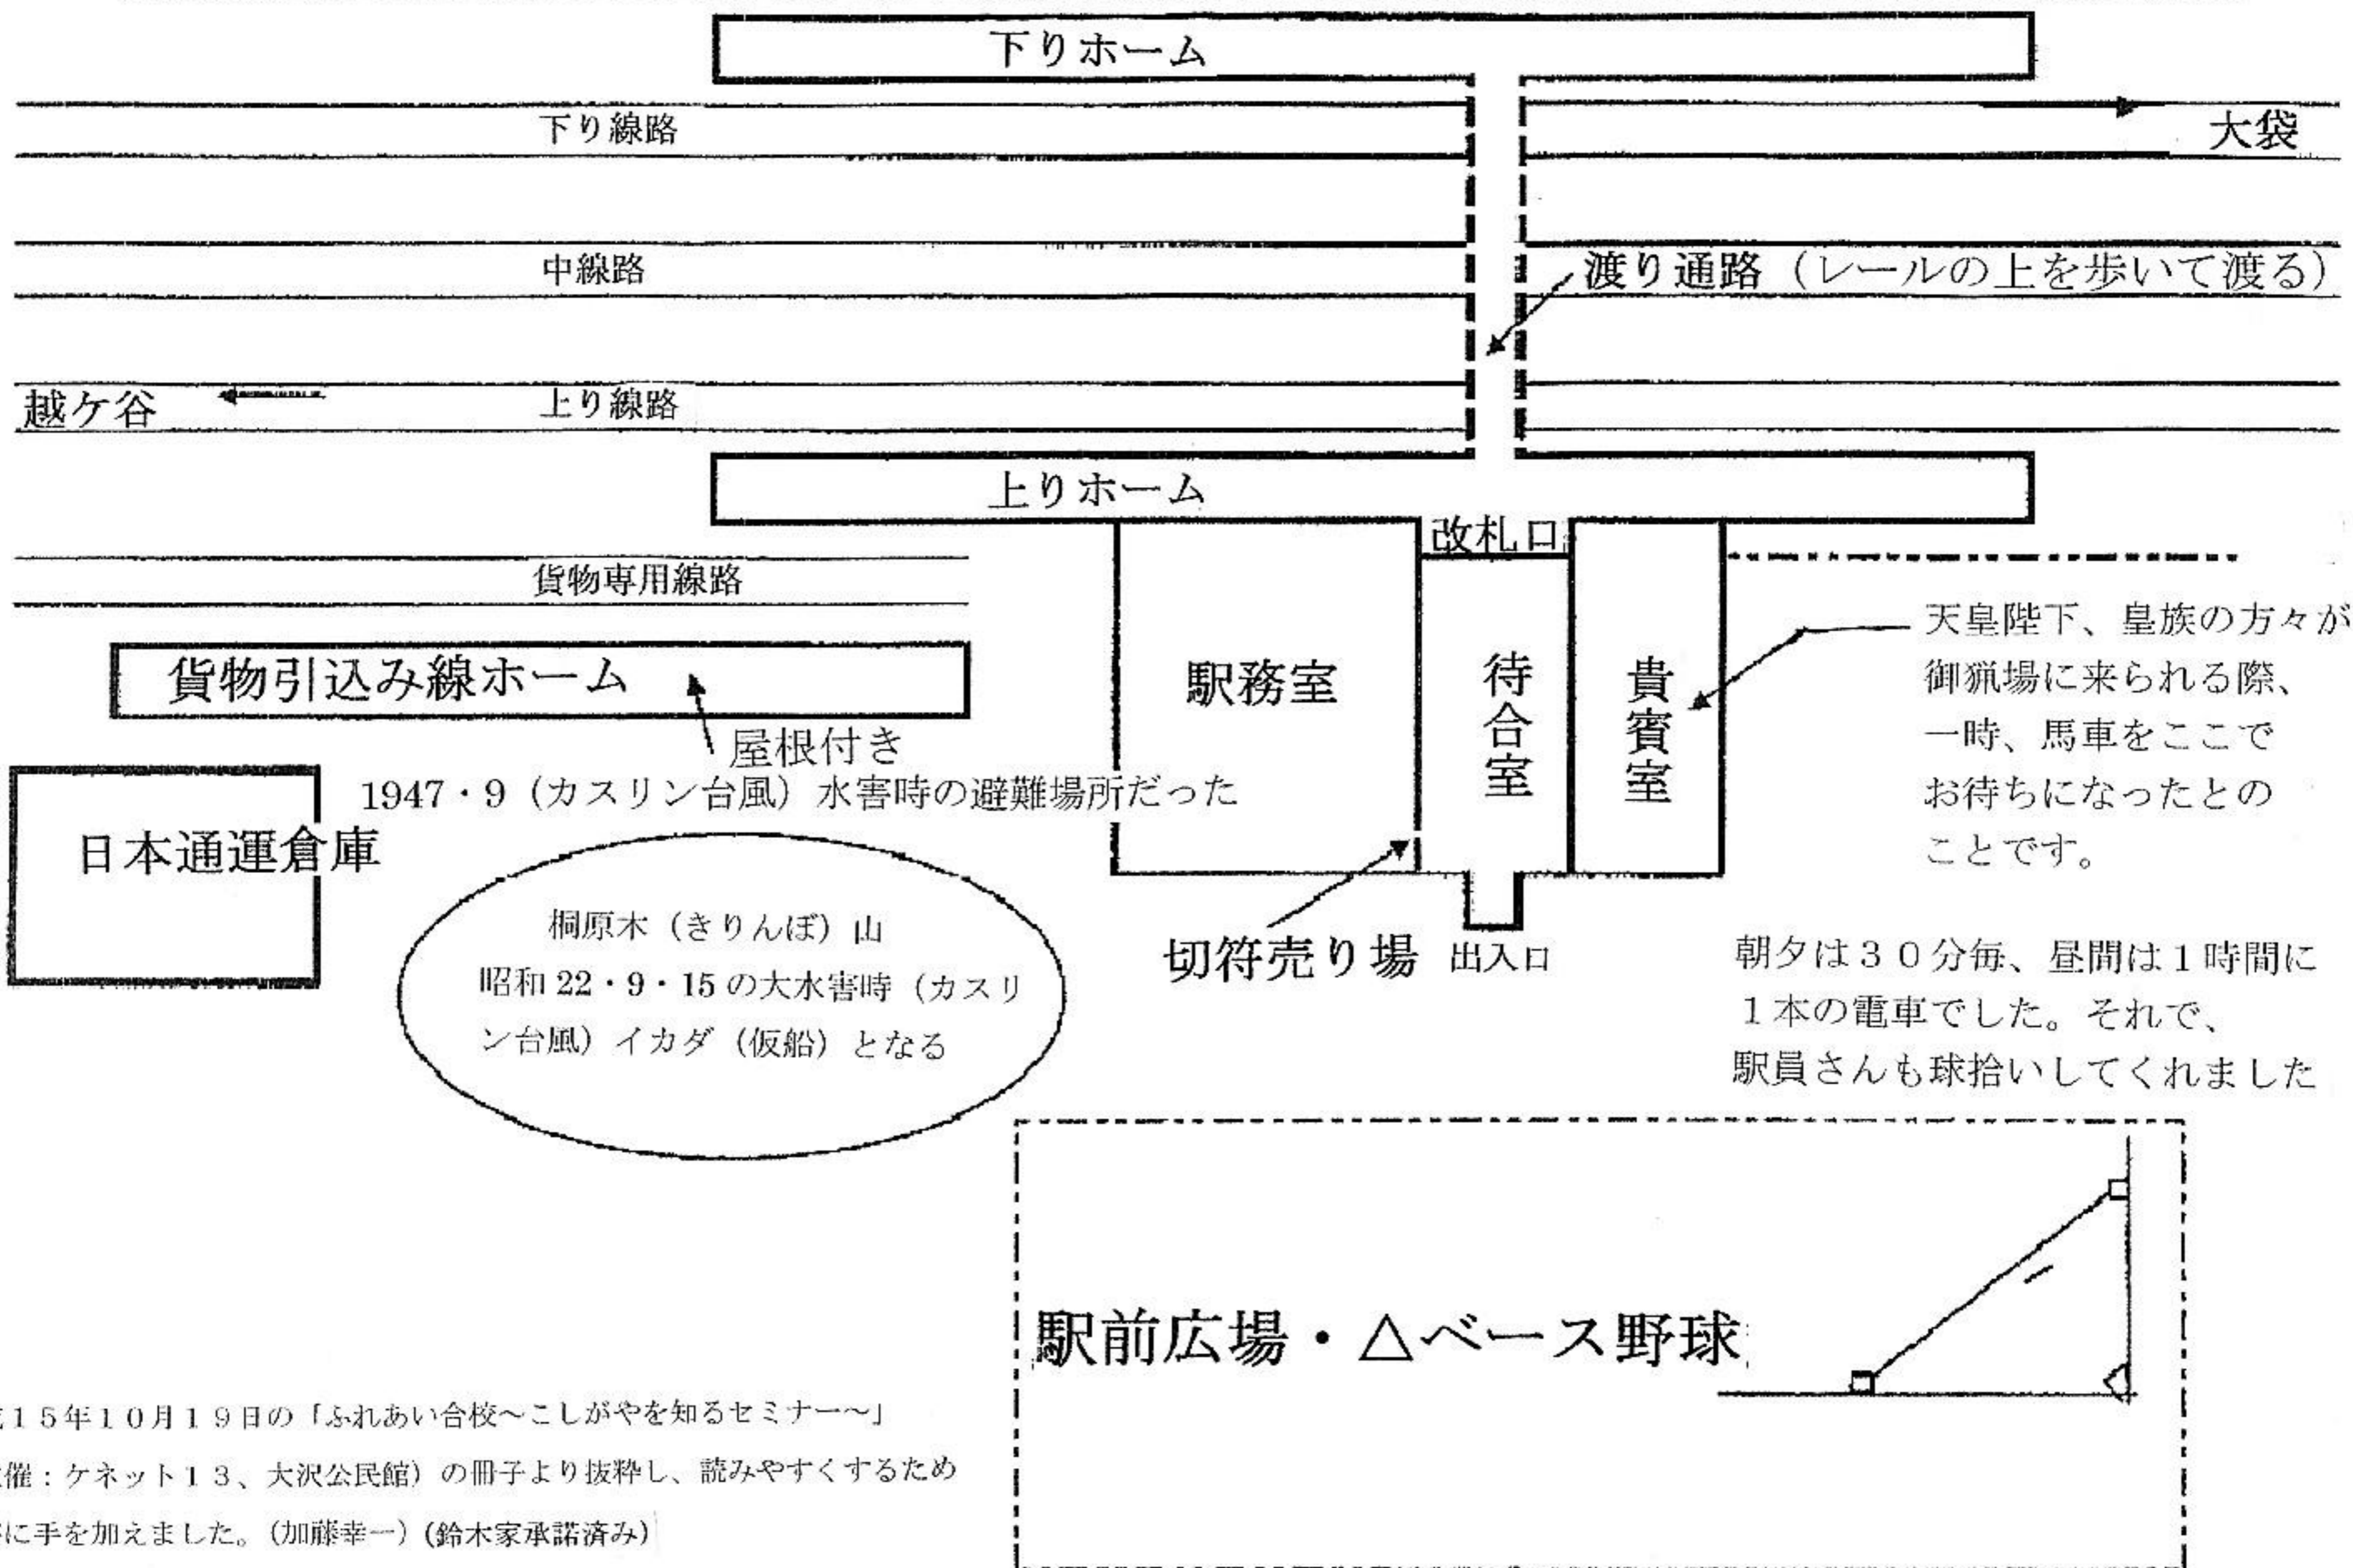 下りホーム
下り線路
大袋
中線路
渡り通路（レールの上を歩いて渡る）
越ケ谷
上り線路
上りホーム
改札口
貨物専用線路
天皇陛下、皇族の方々が
御猟場に来られる際、
一時、馬車をここで
お待ちになったとの
ことです。
貨物引込み線ホーム
駅務室
待合室
貴賓室
屋根付き
1947・9（カスリン台風）水害時の避難場所だった
日本通運倉庫
桐原木（きりんぼ）山
昭和 22・9・15 の大水害時（カスリ
ン台風）イカダ（仮船）となる
切符売り場
出入口
朝夕は３０分毎、昼間は１時間に
１本の電車でした。それで、
駅員さんも球拾いしてくれました
駅前広場・△ベース野球
１５年１０月１９日の「ふれあい合校～こしがやを知るセミナー～」
催：ケネット１３、大沢公民館）の冊子より抜粋し、読みやすくするため
に手を加えました。（加藤幸一）（鈴木家承諾済み）